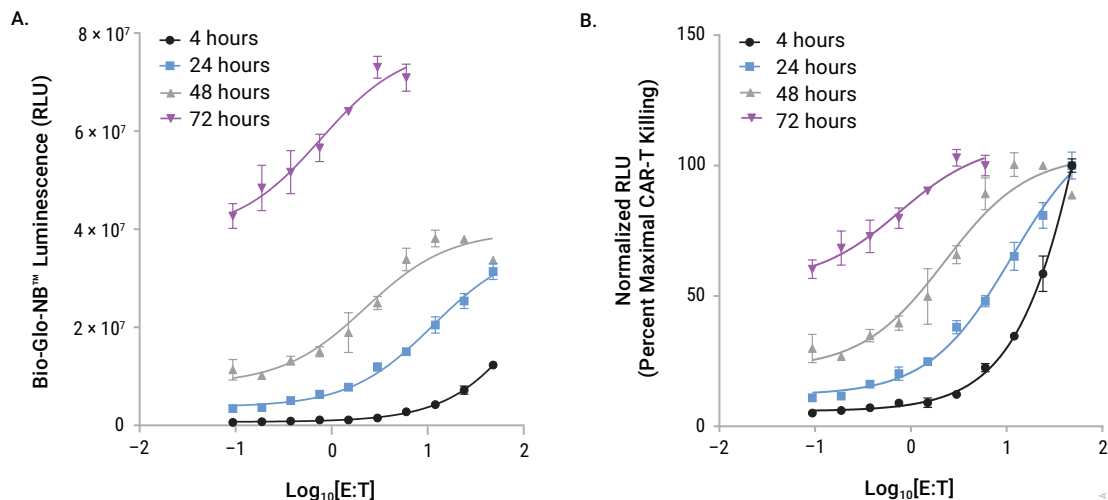 A.
8 × 10⁷
6 × 10⁷
4 × 10⁷
2 × 10⁷
0
Bio-Glo-NB™ Luminescence (RLU)
4 hours
24 hours
48 hours
72 hours
−2
−1
0
1
2
Log₁₀[E:T]
B.
150
100
50
0
Normalized RLU
(Percent Maximal CAR-T Killing)
4 hours
24 hours
48 hours
72 hours
−2
−1
0
1
2
Log₁₀[E:T]